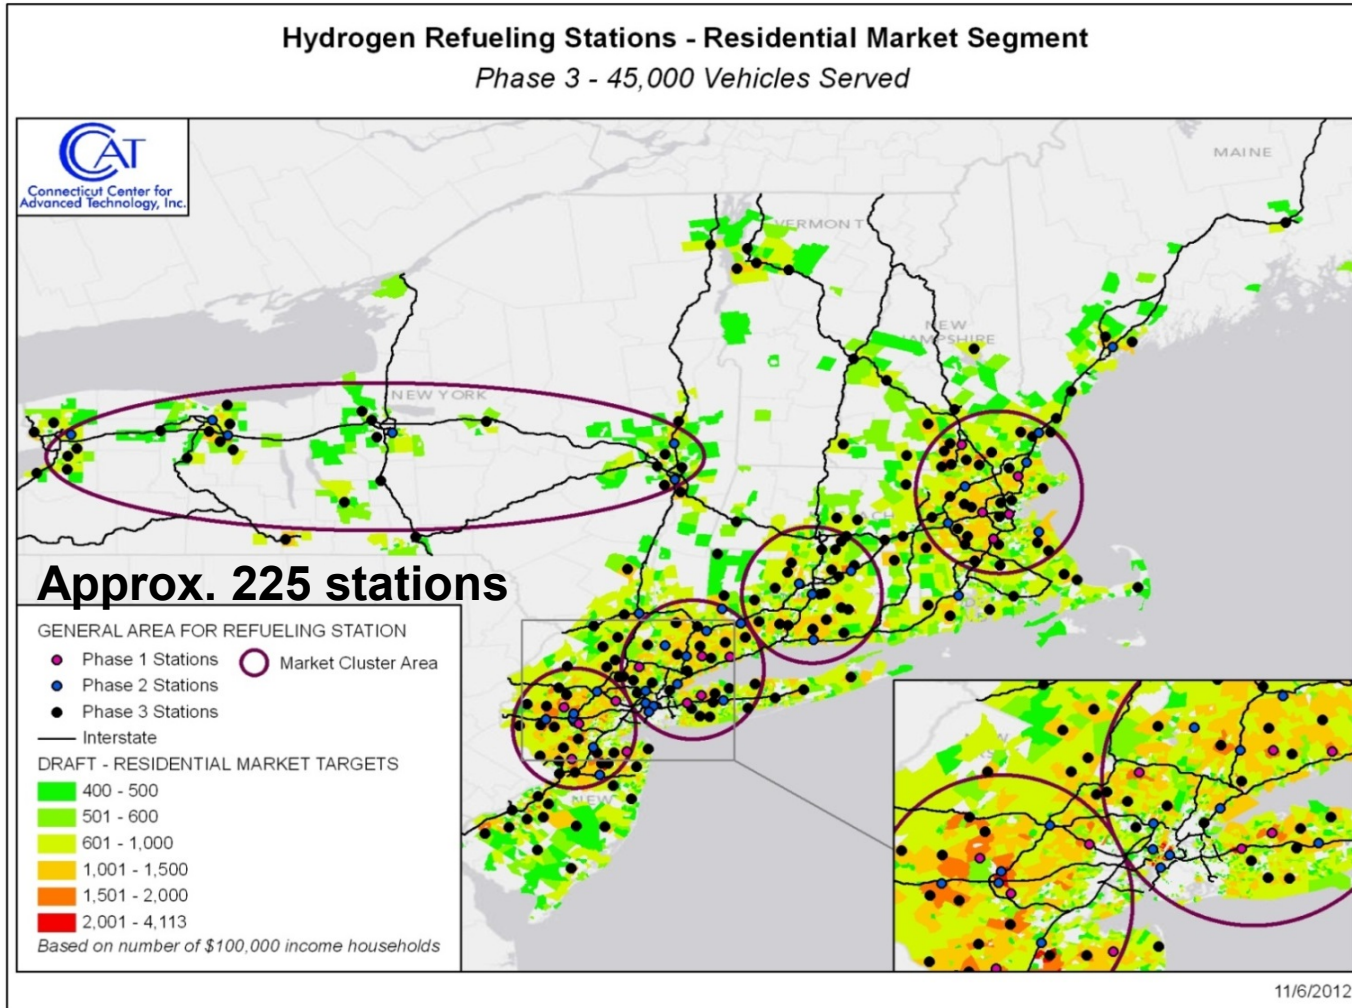 Hydrogen Refueling Stations - Residential Market Segment
Phase 3 - 45,000 Vehicles Served
CCAT
Connecticut Center for
Advanced Technology, Inc.
MAINE
VERMONT
NEW
HAMPSHIRE
NEW YORK
Approx. 225 stations
GENERAL AREA FOR REFUELING STATION
Phase 1 Stations
Market Cluster Area
Phase 2 Stations
Phase 3 Stations
Interstate
DRAFT - RESIDENTIAL MARKET TARGETS
400 - 500
501 - 600
601 - 1,000
1,001 - 1,500
1,501 - 2,000
2,001 - 4,113
Based on number of $100,000 income households
NEW
11/6/2012